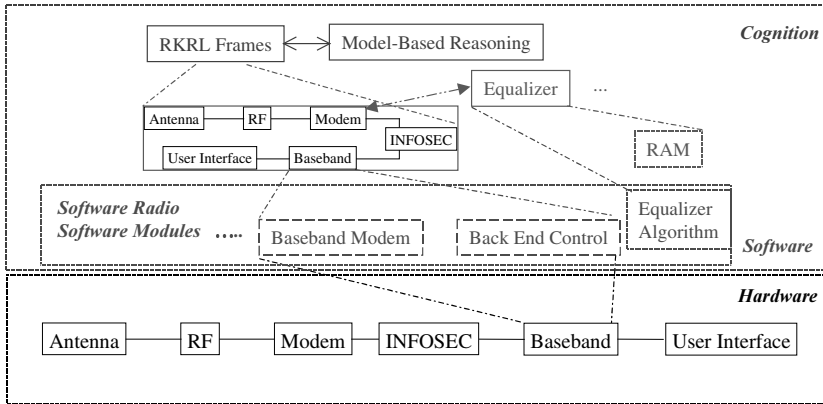 Cognition
RKRL Frames
Model-Based Reasoning
Equalizer
...
Antenna
RF
Modem
INFOSEC
User Interface
Baseband
RAM
Software Radio
Software Modules …..
Baseband Modem
Back End Control
Equalizer
Algorithm
Software
Hardware
Antenna
RF
Modem
INFOSEC
Baseband
User Interface